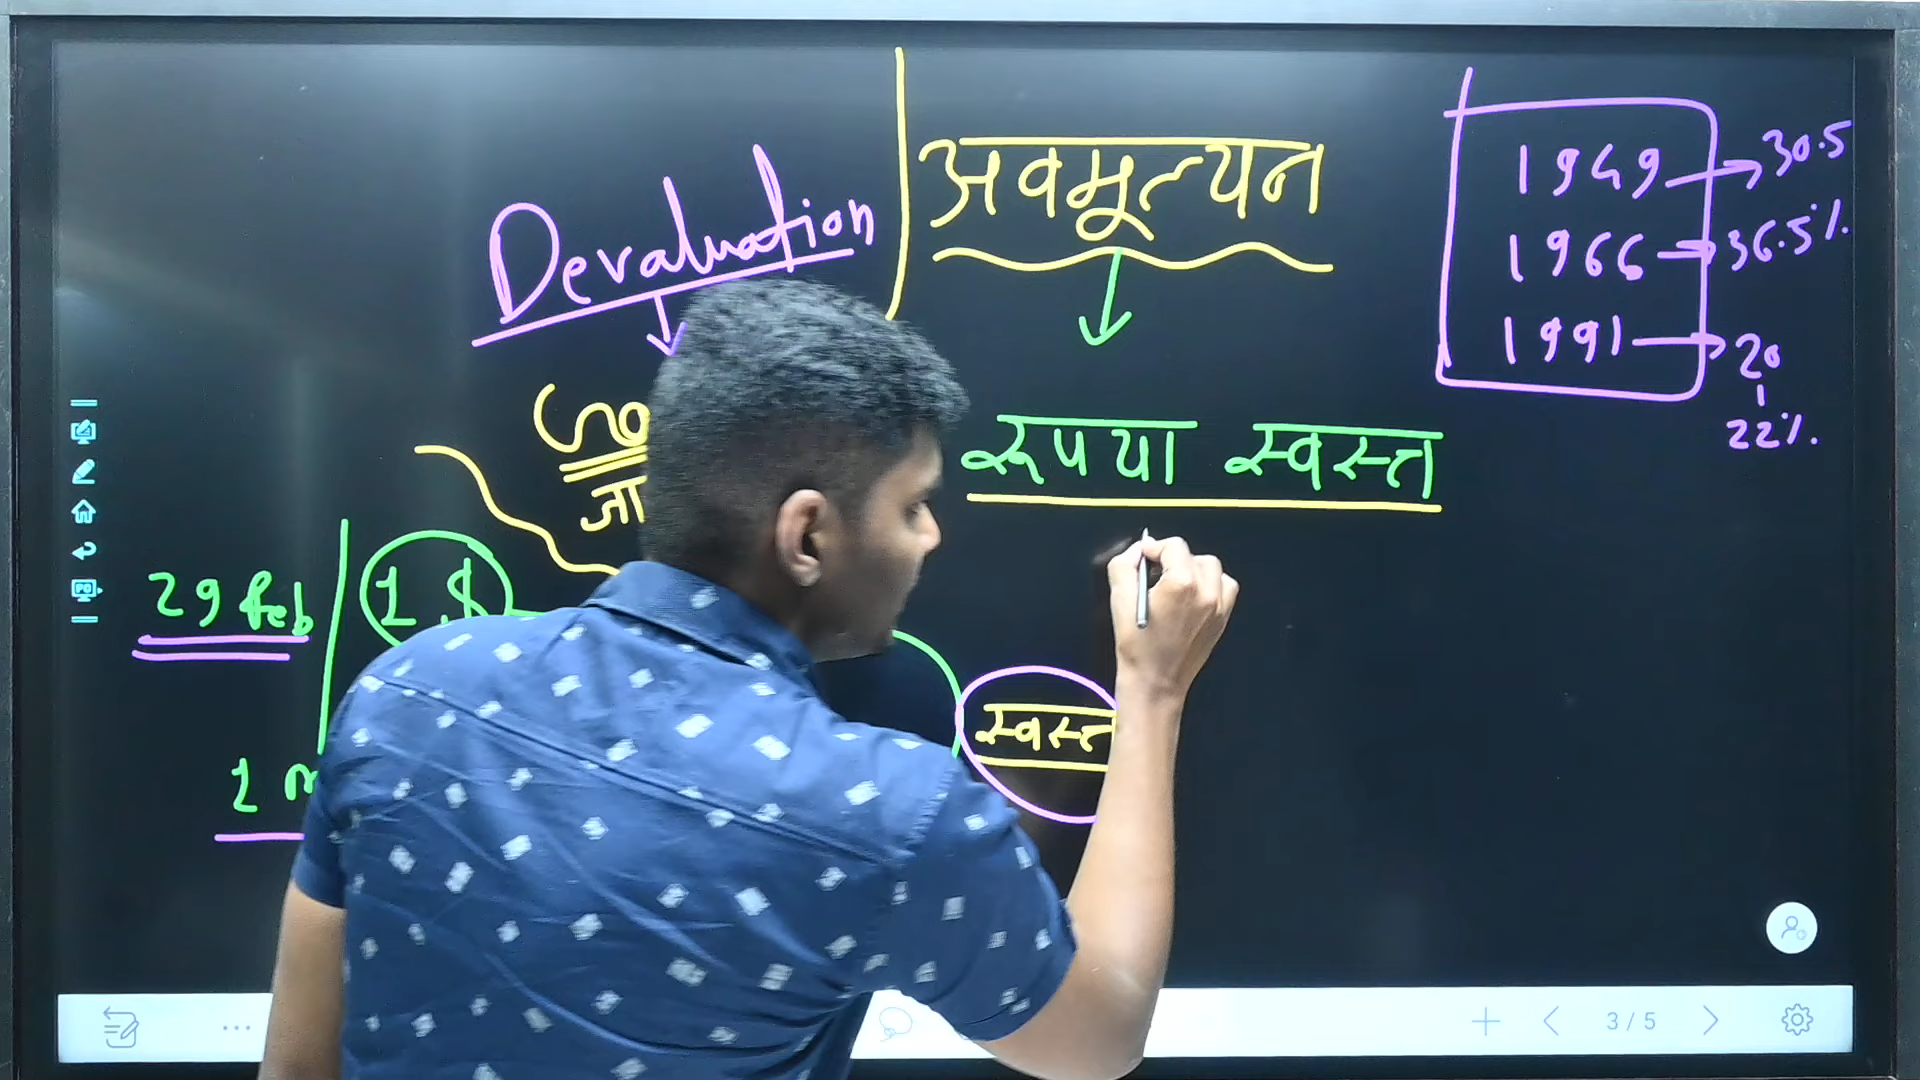 Devaluation
अवमूल्यन
1949 → 30.5
1966 → 36.5%
1991 → 20
22%.
रूपया स्वस्त
जा
29 feb
1 $
स्वस्त
1
3 / 5